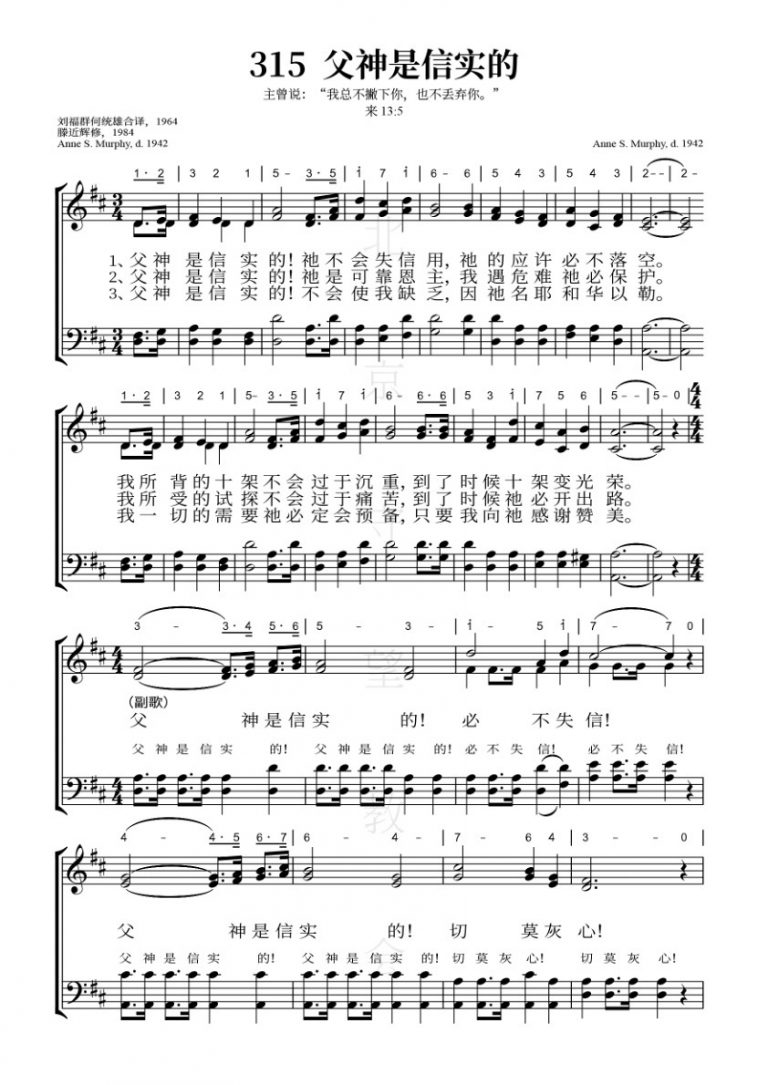 315 父神是信实的
主曾说：“我总不撇下你，也不丢弃你。”
来 13:5
刘福群何统雄合译，1964
滕近辉修，1984
Anne S. Murphy, d. 1942
Anne S. Murphy, d. 1942
1· 2 | 3 2 1 | 5 - 3·5 | i 7 i | 6 - 6 | 5 4 3 | 5 4 3 | 2 - - | 2 -
1、父神 是信 实的！祂不会失信用，祂的应许必不落空。
2、父神 是信 实的！祂是可靠恩主，我遇危难祂必保护。
3、父神 是信 实的！不会使我缺乏，因祂名耶和华以勒。
1· 2 | 3 2 1 | 5 - 3·5 | i 7 i | 6 - 6·6 | 5 i 3 | 7 5 6 | 5 - - | 5 - 0
我所 背的十架不会过于沉重，到了时候十架变光荣。
我所 受的试探不会过于痛苦，到了时候祂必开出路。
我一切的需要祂必定会预备，只要我向祂感谢赞美。
3 - 3·4 5·6 | 5 - 3 - | i - 5 i | 7 - 7 0
（副歌）
父 神是信实 的！ 必 不失信！
父神是信实 的！ 父神是信实 的！必不失信！ 必不失信！
4 - 4·5 6·7 | 6 - 4 - | 7 - 6 4 | 3 - - 0
父 神是信实 的！ 切 莫灰心！
父神是信实 的！ 父神是信实 的！切莫灰心！ 切莫灰心！
北京守望教会